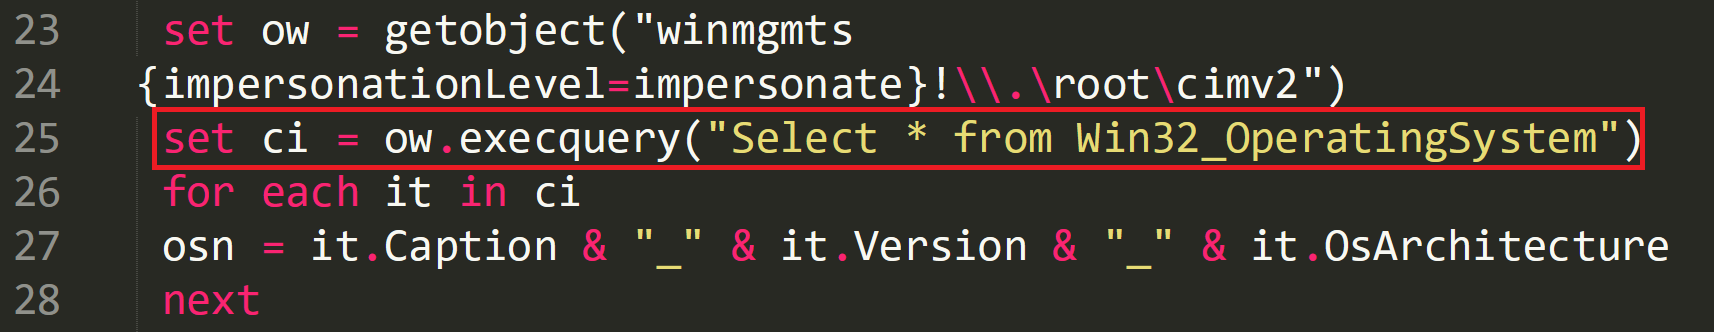 23 set ow = getobject("winmgmts
24 {impersonationLevel=impersonate}!\\.\root\cimv2")
25 set ci = ow.execquery("Select * from Win32_OperatingSystem")
26 for each it in ci
27 osn = it.Caption & "_" & it.Version & "_" & it.OsArchitecture
28 next